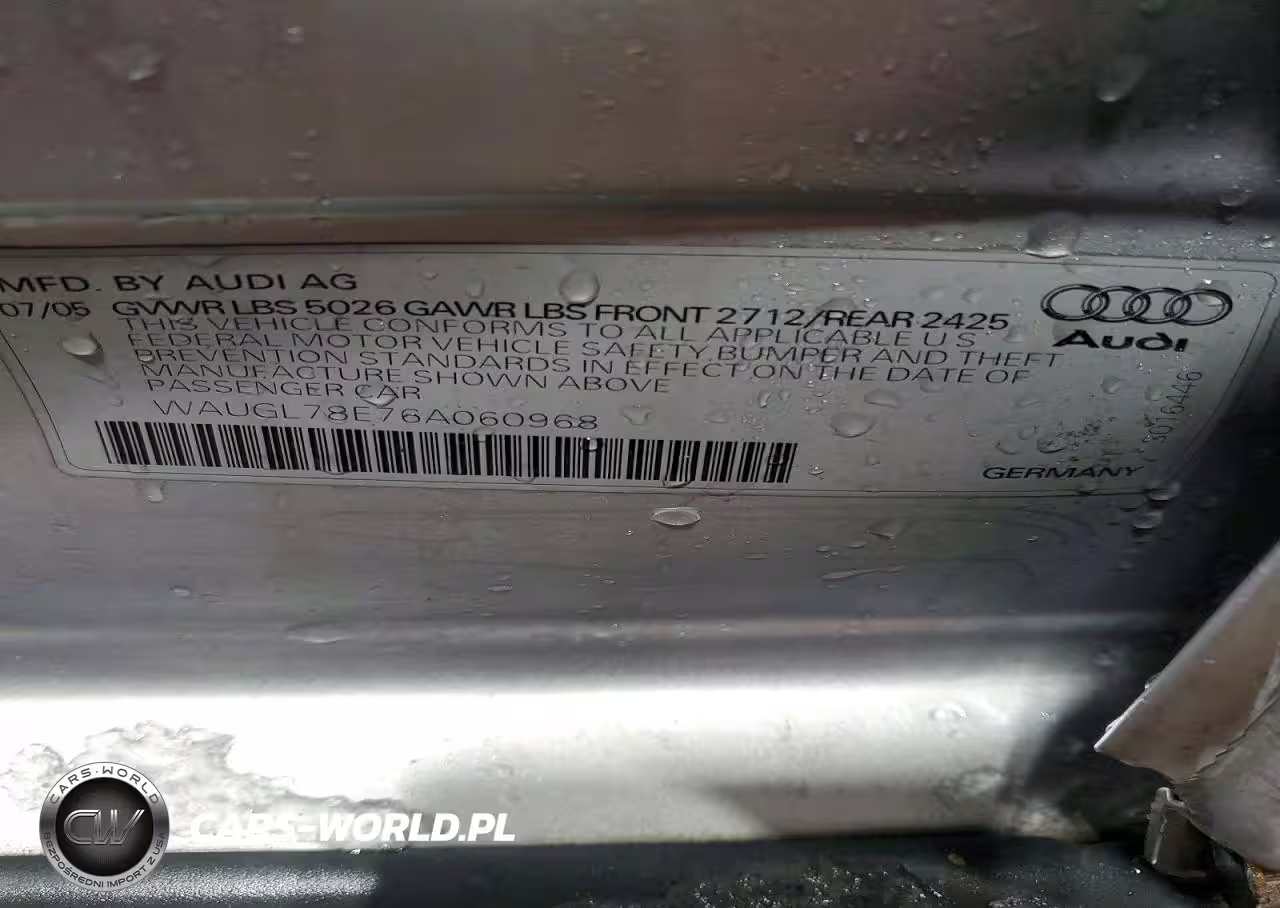 MFD. BY AUDI AG
07/05 GVWR LBS 5026 GAWR LBS FRONT 2712/REAR 2425
THIS VEHICLE CONFORMS TO ALL APPLICABLE U S
FEDERAL MOTOR VEHICLE SAFETY, BUMPER AND THEFT
PREVENTION STANDARDS IN EFFECT ON THE DATE OF
MANUFACTURE SHOWN ABOVE
PASSENGER CAR
WAUGL78E76A060968
Audi
3016446
GERMANY
CARS-WORLD
CW
BEZPOŚREDNI IMPORT Z USA
CARS-WORLD.PL